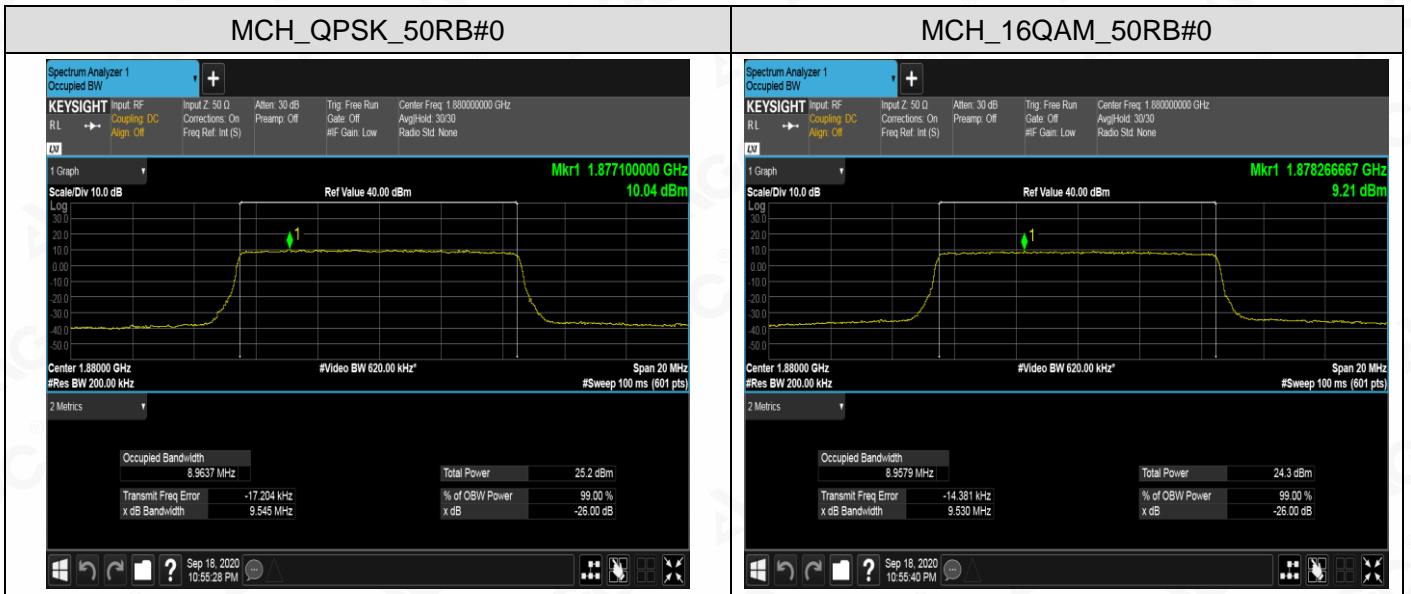 MCH_QPSK_50RB#0
Spectrum Analyzer 1
Occupied BW
+
KEYSIGHT
Input: RF
Input Z: 50 Ω
Atten: 30 dB
Trig: Free Run
Center Freq: 1.880000000 GHz
R L
Coupling: DC
Corrections: On
Preamp: Off
Gate: Off
Avg|Hold: 30/30
Align: Off
Freq Ref: Int (S)
#IF Gain: Low
Radio Std: None
LXI
1 Graph
Mkr1 1.877100000 GHz
Scale/Div 10.0 dB
Ref Value 40.00 dBm
10.04 dBm
Log
30.0
20.0
1
10.0
0.00
-10.0
-20.0
-30.0
-40.0
-50.0
Center 1.88000 GHz
#Video BW 620.00 kHz*
Span 20 MHz
#Res BW 200.00 kHz
#Sweep 100 ms (601 pts)
2 Metrics
Occupied Bandwidth
8.9637 MHz
Total Power 25.2 dBm
Transmit Freq Error -17.204 kHz
% of OBW Power 99.00 %
x dB Bandwidth 9.545 MHz
x dB -26.00 dB
?
Sep 18, 2020
10:55:28 PM
MCH_16QAM_50RB#0
Spectrum Analyzer 1
Occupied BW
+
KEYSIGHT
Input: RF
Input Z: 50 Ω
Atten: 30 dB
Trig: Free Run
Center Freq: 1.880000000 GHz
R L
Coupling: DC
Corrections: On
Preamp: Off
Gate: Off
Avg|Hold: 30/30
Align: Off
Freq Ref: Int (S)
#IF Gain: Low
Radio Std: None
LXI
1 Graph
Mkr1 1.878266667 GHz
Scale/Div 10.0 dB
Ref Value 40.00 dBm
9.21 dBm
Log
30.0
20.0
1
10.0
0.00
-10.0
-20.0
-30.0
-40.0
-50.0
Center 1.88000 GHz
#Video BW 620.00 kHz*
Span 20 MHz
#Res BW 200.00 kHz
#Sweep 100 ms (601 pts)
2 Metrics
Occupied Bandwidth
8.9579 MHz
Total Power 24.3 dBm
Transmit Freq Error -14.381 kHz
% of OBW Power 99.00 %
x dB Bandwidth 9.530 MHz
x dB -26.00 dB
?
Sep 18, 2020
10:55:40 PM